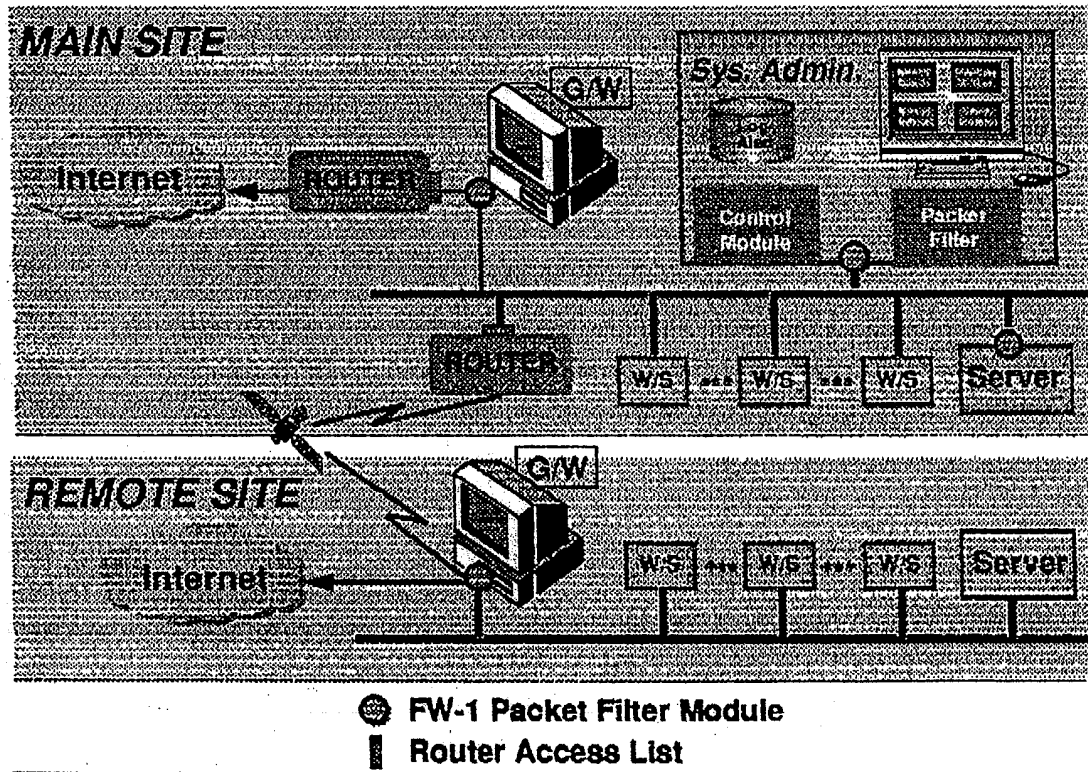 MAIN SITE
G/W
Sys. Admin.
Internet
ROUTER
Control
Module
Packet
Filter
ROUTER
W/S
W/S
W/S
Server
REMOTE SITE
G/W
Internet
W/S
W/S
W/S
Server
FW-1 Packet Filter Module
Router Access List